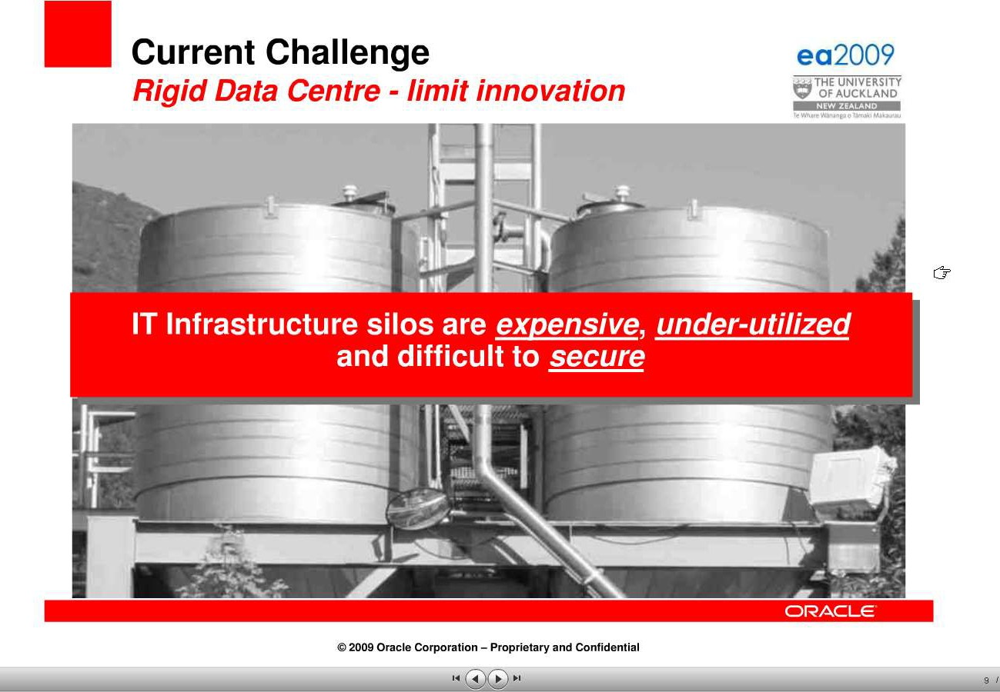 Current Challenge
Rigid Data Centre - limit innovation
ea2009
THE UNIVERSITY
OF AUCKLAND
NEW ZEALAND
Te Whare Wānanga o Tāmaki Makaurau
IT Infrastructure silos are expensive, under-utilized
and difficult to secure
ORACLE
© 2009 Oracle Corporation – Proprietary and Confidential
9 /